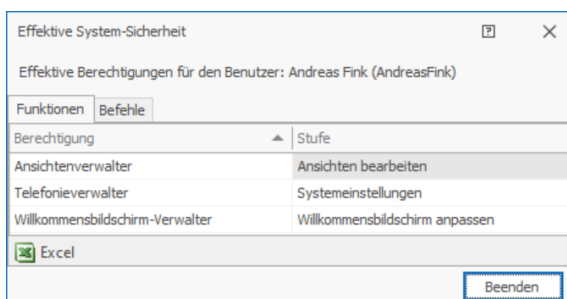 Effektive System-Sicherheit
Effektive Berechtigungen für den Benutzer: Andreas Fink (AndreasFink)
Funktionen Befehle
Berechtigung Stufe
Ansichtenverwalter Ansichten bearbeiten
Telefonieverwalter Systemeinstellungen
Willkommensbildschirm-Verwalter Willkommensbildschirm anpassen
Excel
Beenden